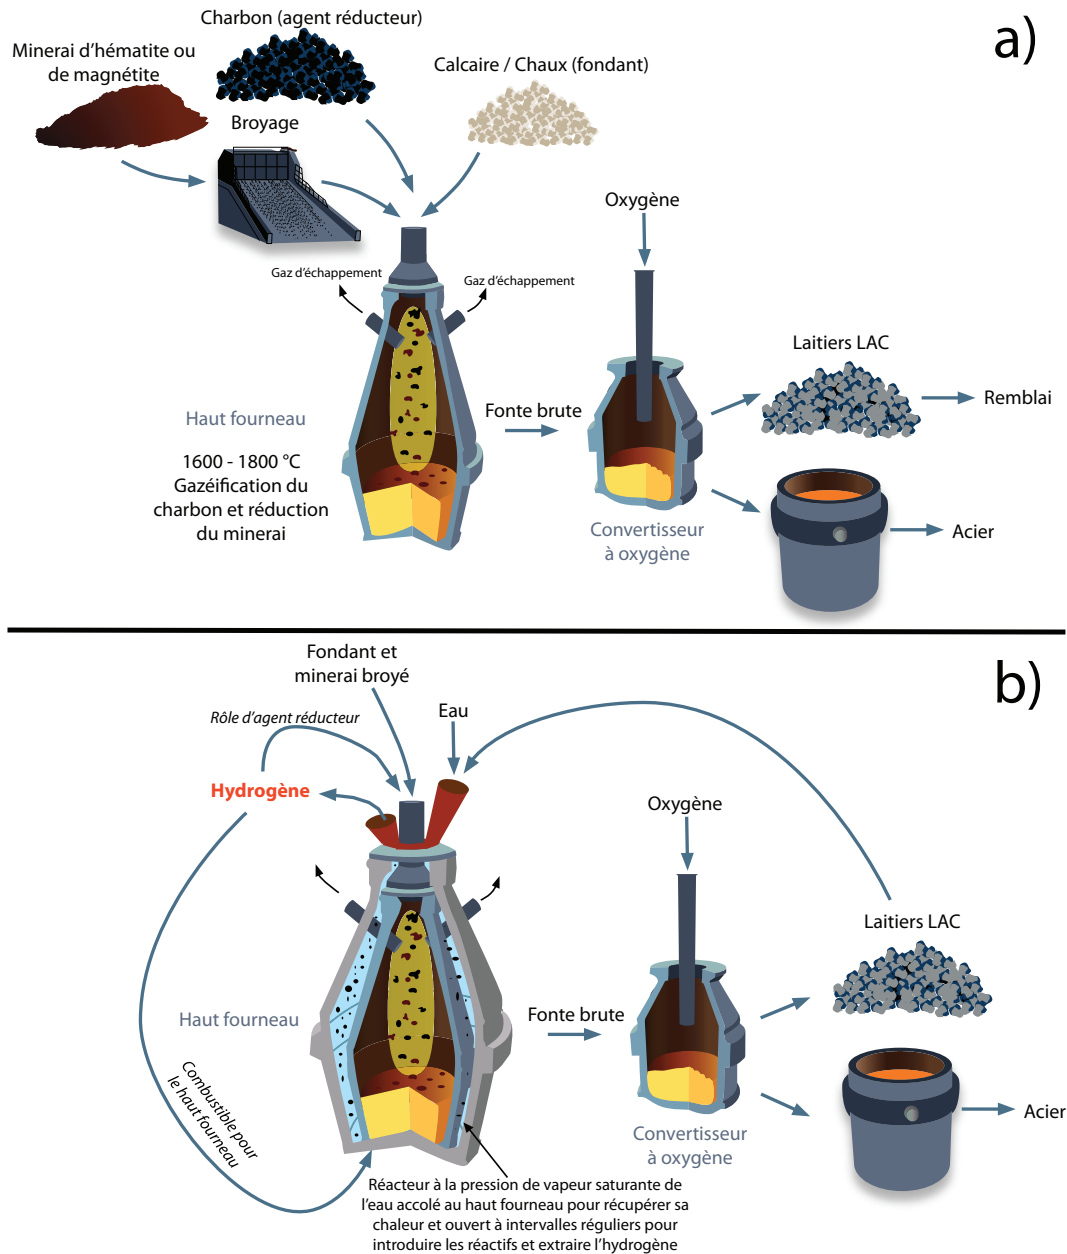 a)
Charbon (agent réducteur)
Minerai d’hématite ou
de magnétite
Calcaire / Chaux (fondant)
Broyage
Oxygène
Gaz d’échappement
Gaz d’échappement
Laitiers LAC
Remblai
Haut fourneau
Fonte brute
1600 - 1800 °C
Gazéification du
charbon et réduction
du minerai
Convertisseur
à oxygène
Acier
b)
Fondant et
minerai broyé
Rôle d’agent réducteur
Eau
Hydrogène
Oxygène
Laitiers LAC
Haut fourneau
Fonte brute
Combustible pour
le haut fourneau
Convertisseur
à oxygène
Acier
Réacteur à la pression de vapeur saturante de
l’eau accolé au haut fourneau pour récupérer sa
chaleur et ouvert à intervalles réguliers pour
introduire les réactifs et extraire l’hydrogène